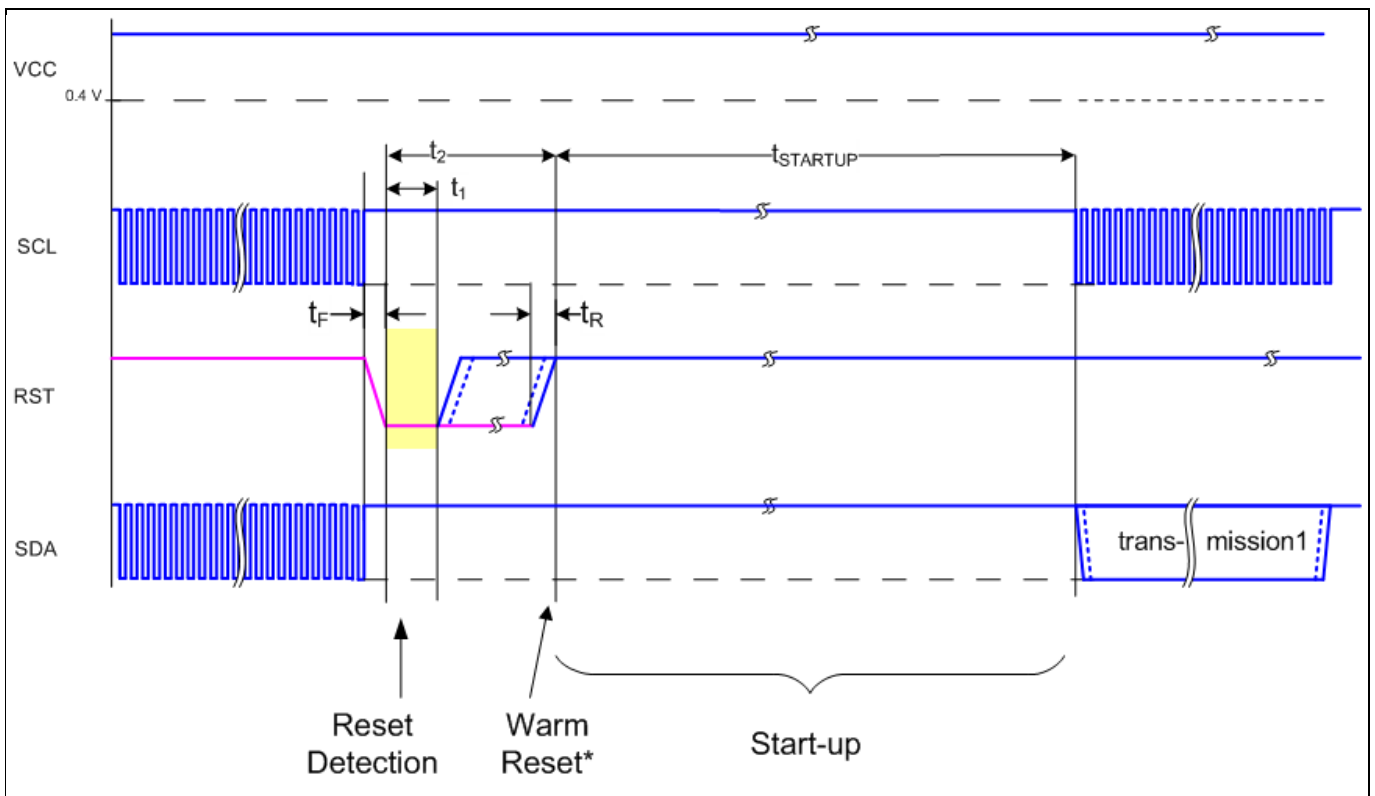 VCC
0.4 V
t₂
tSTARTUP
t₁
SCL
tF
tR
RST
SDA
trans-
mission1
Reset
Detection
Warm
Reset*
Start-up